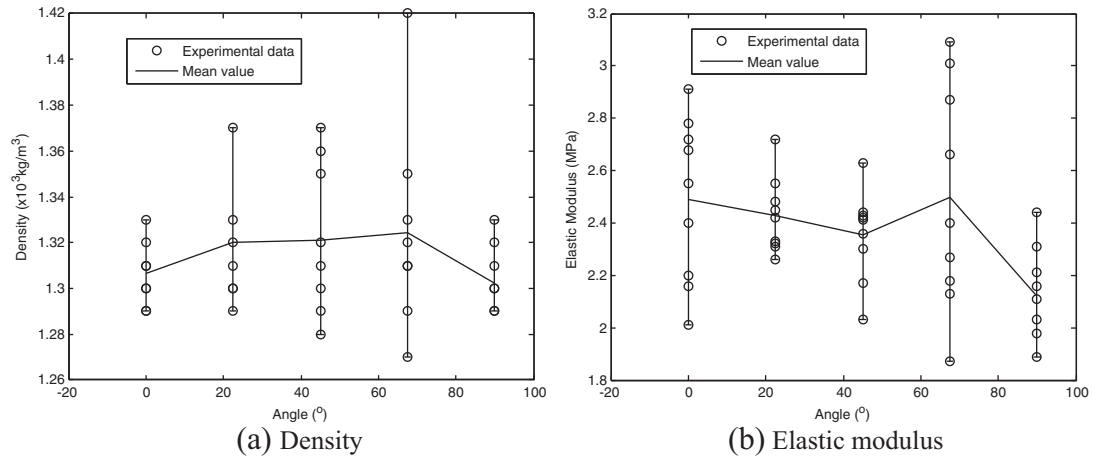 1.42
1.4
1.38
1.36
1.34
1.32
1.3
1.28
1.26
Density (x10³kg/m³)
Experimental data
Mean value
-20 0 20 40 60 80 100
Angle (°)
(a) Density
3.2
3
2.8
2.6
2.4
2.2
2
1.8
Elastic Modulus (MPa)
Experimental data
Mean value
-20 0 20 40 60 80 100
Angle (°)
(b) Elastic modulus